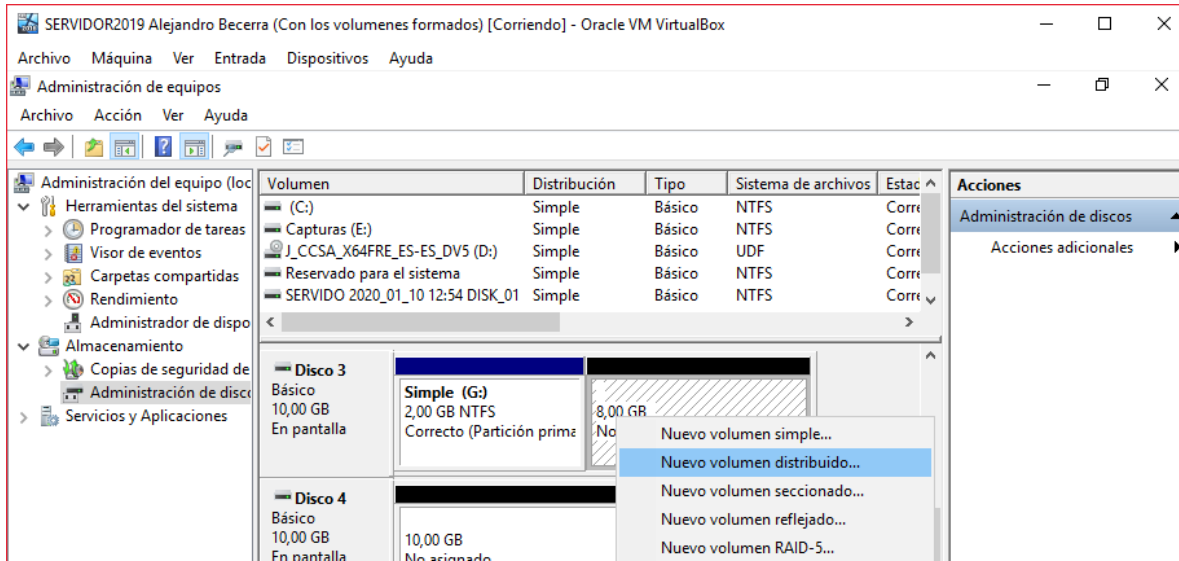 SERVIDOR2019 Alejandro Becerra (Con los volumenes formados) [Corriendo] - Oracle VM VirtualBox
Archivo Máquina Ver Entrada Dispositivos Ayuda
Administración de equipos
Archivo Acción Ver Ayuda
Administración del equipo (loc
Herramientas del sistema
Programador de tareas
Visor de eventos
Carpetas compartidas
Rendimiento
Administrador de dispo
Almacenamiento
Copias de seguridad de
Administración de disco
Servicios y Aplicaciones
Volumen Distribución Tipo Sistema de archivos Estac
(C:) Simple Básico NTFS Corre
Capturas (E:) Simple Básico NTFS Corre
J_CCSA_X64FRE_ES-ES_DV5 (D:) Simple Básico UDF Corre
Reservado para el sistema Simple Básico NTFS Corre
SERVIDO 2020_01_10 12:54 DISK_01 Simple Básico NTFS Corre
Disco 3
Básico
10,00 GB
En pantalla
Simple (G:)
2,00 GB NTFS
Correcto (Partición prima
8,00 GB
No
Disco 4
Básico
10,00 GB
En pantalla
10,00 GB
No asignado
Nuevo volumen simple...
Nuevo volumen distribuido...
Nuevo volumen seccionado...
Nuevo volumen reflejado...
Nuevo volumen RAID-5...
Acciones
Administración de discos
Acciones adicionales